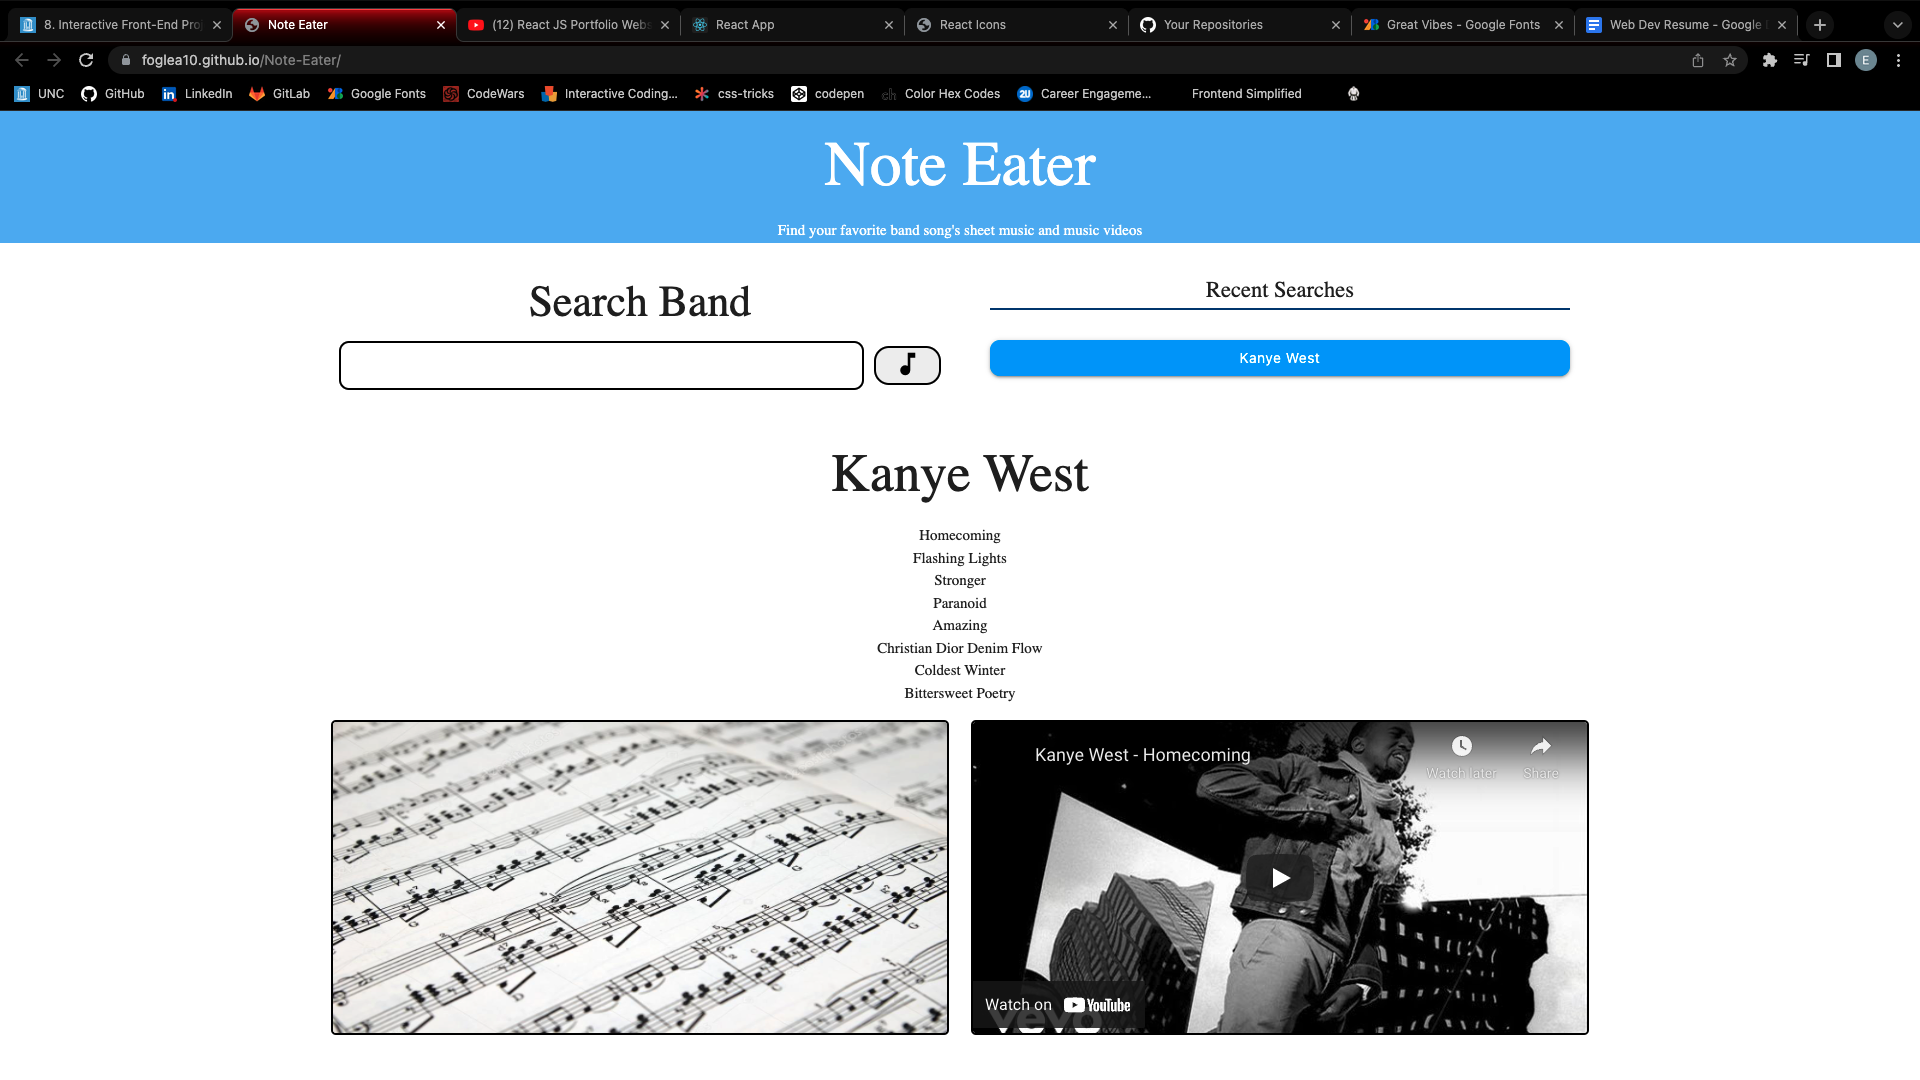 8. Interactive Front-End Proj
Note Eater
(12) React JS Portfolio Webs
React App
React Icons
Your Repositories
Great Vibes - Google Fonts
Web Dev Resume - Google
foglea10.github.io/Note-Eater/
E
UNC
GitHub
LinkedIn
GitLab
Google Fonts
CodeWars
Interactive Coding...
css-tricks
codepen
Color Hex Codes
Career Engageme...
Frontend Simplified
Note Eater
Find your favorite band song's sheet music and music videos
Search Band
Recent Searches
Kanye West
Kanye West
Homecoming
Flashing Lights
Stronger
Paranoid
Amazing
Christian Dior Denim Flow
Coldest Winter
Bittersweet Poetry
Kanye West - Homecoming
Watch later
Share
Watch on YouTube
vevo